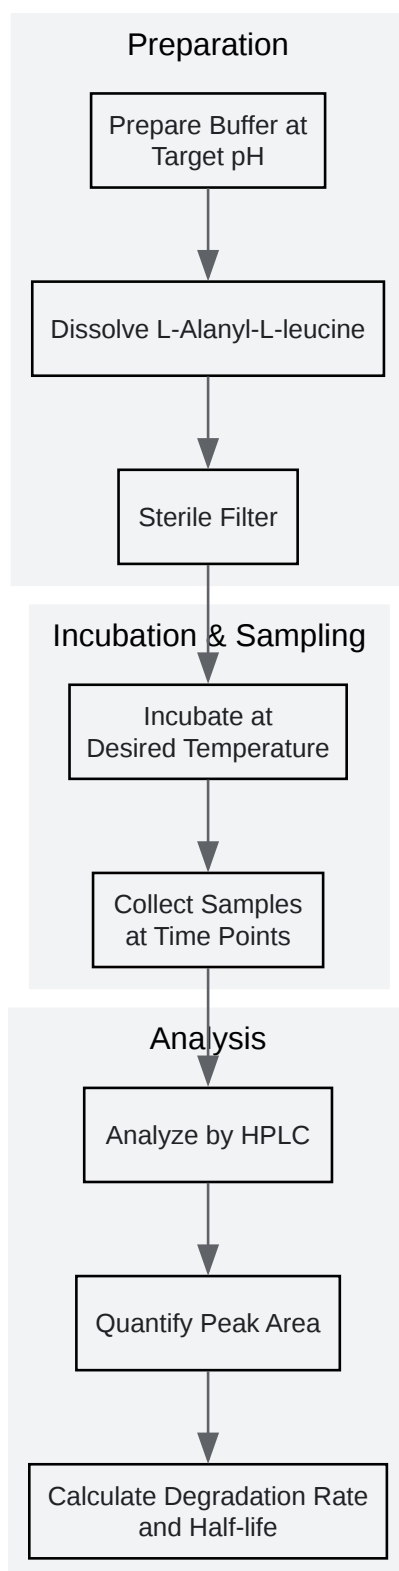 Preparation
Prepare Buffer at
Target pH
Dissolve L-Alanyl-L-leucine
Sterile Filter
Incubation & Sampling
Incubate at
Desired Temperature
Collect Samples
at Time Points
Analysis
Analyze by HPLC
Quantify Peak Area
Calculate Degradation Rate
and Half-life